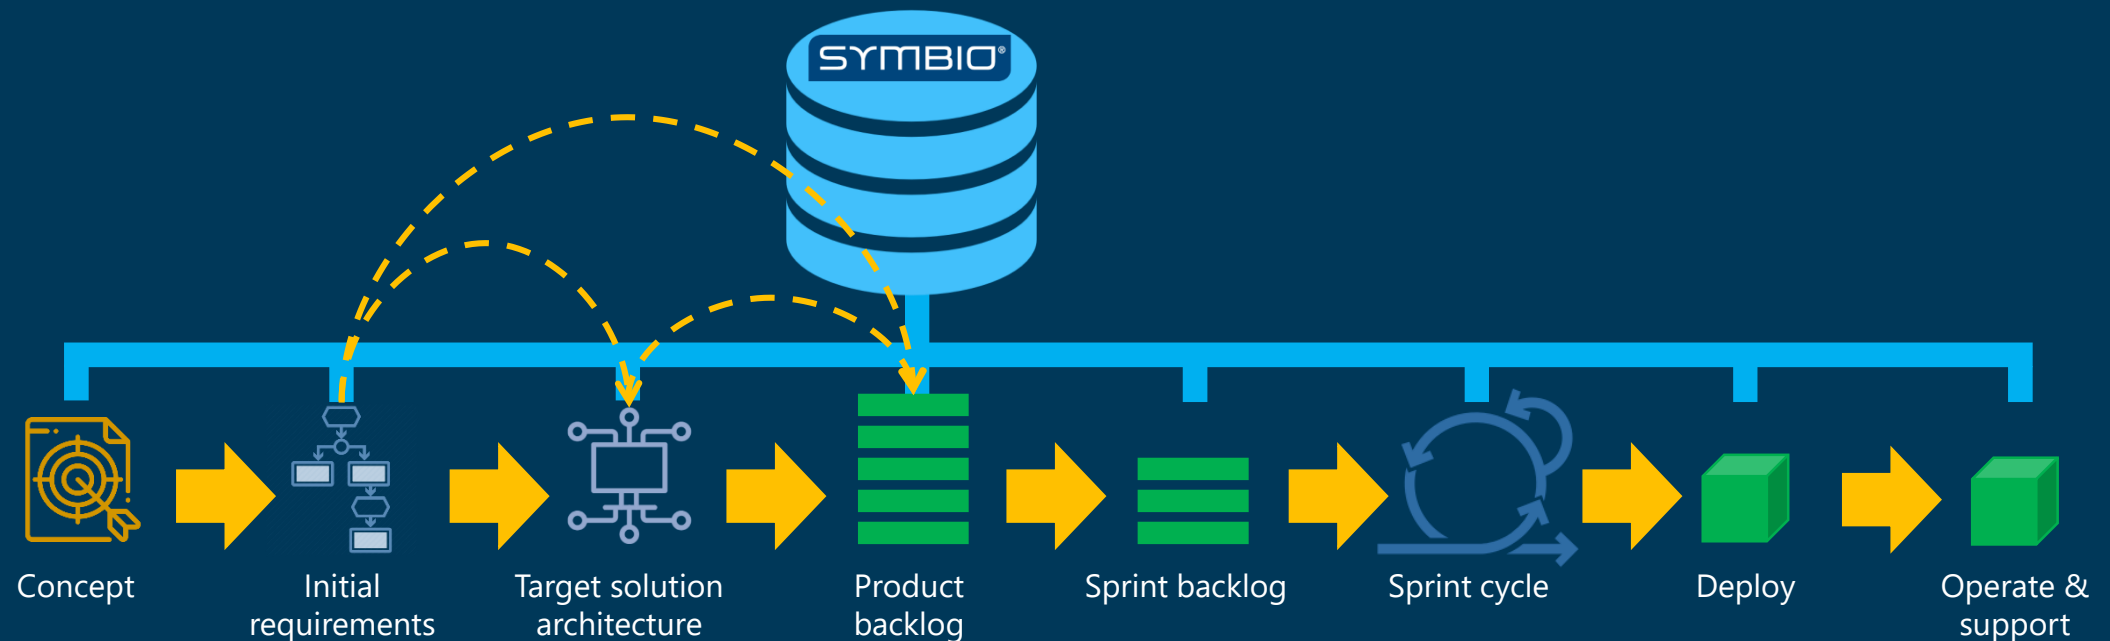 SYMBIO®
Concept
Initial
requirements
Target solution
architecture
Product
backlog
Sprint backlog
Sprint cycle
Deploy
Operate &
support